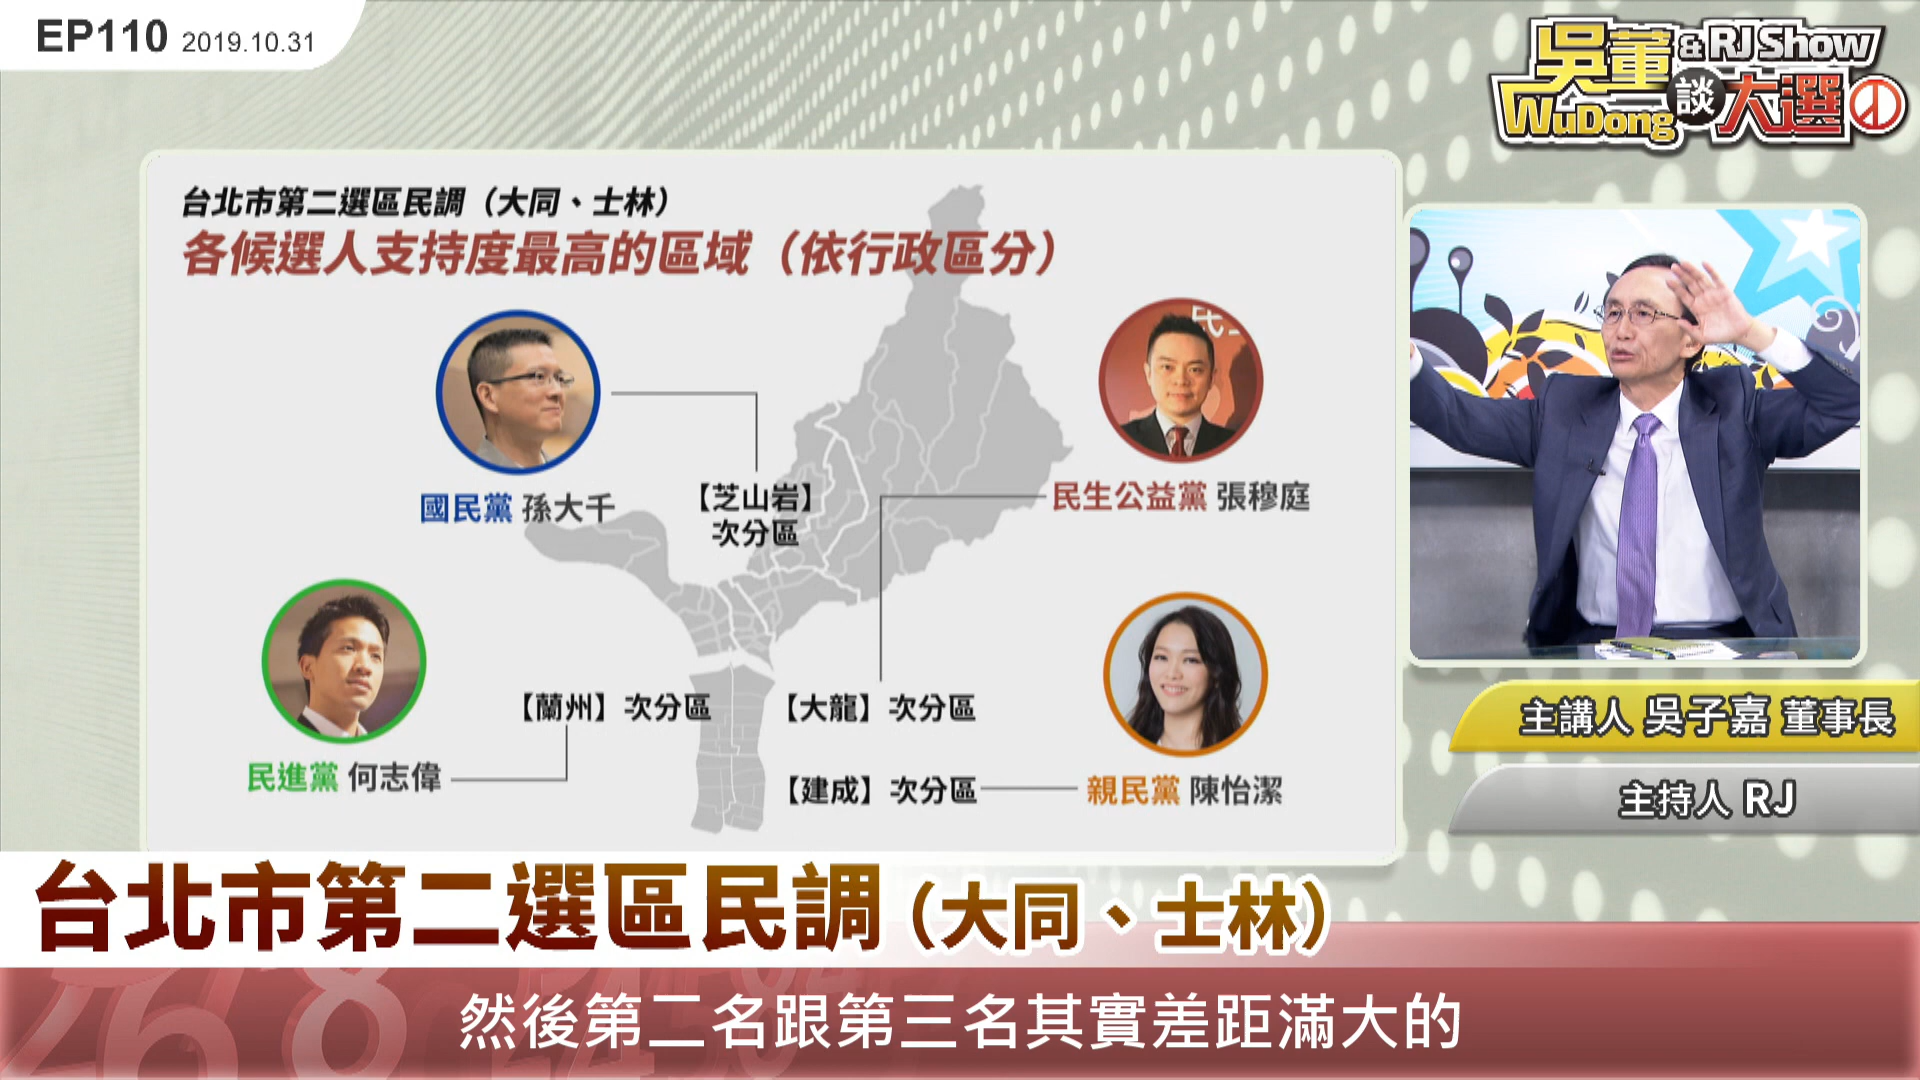 EP110 2019.10.31
吳董 & RJ Show
WuDong 談 大選
台北市第二選區民調（大同、士林）
各候選人支持度最高的區域（依行政區分）
國民黨 孫大千
【芝山岩】
次分區
民生公益黨 張穆庭
【蘭州】次分區
【大龍】次分區
民進黨 何志偉
【建成】次分區
親民黨 陳怡潔
主講人 吳子嘉 董事長
主持人 RJ
台北市第二選區民調（大同、士林）
然後第二名跟第三名其實差距滿大的